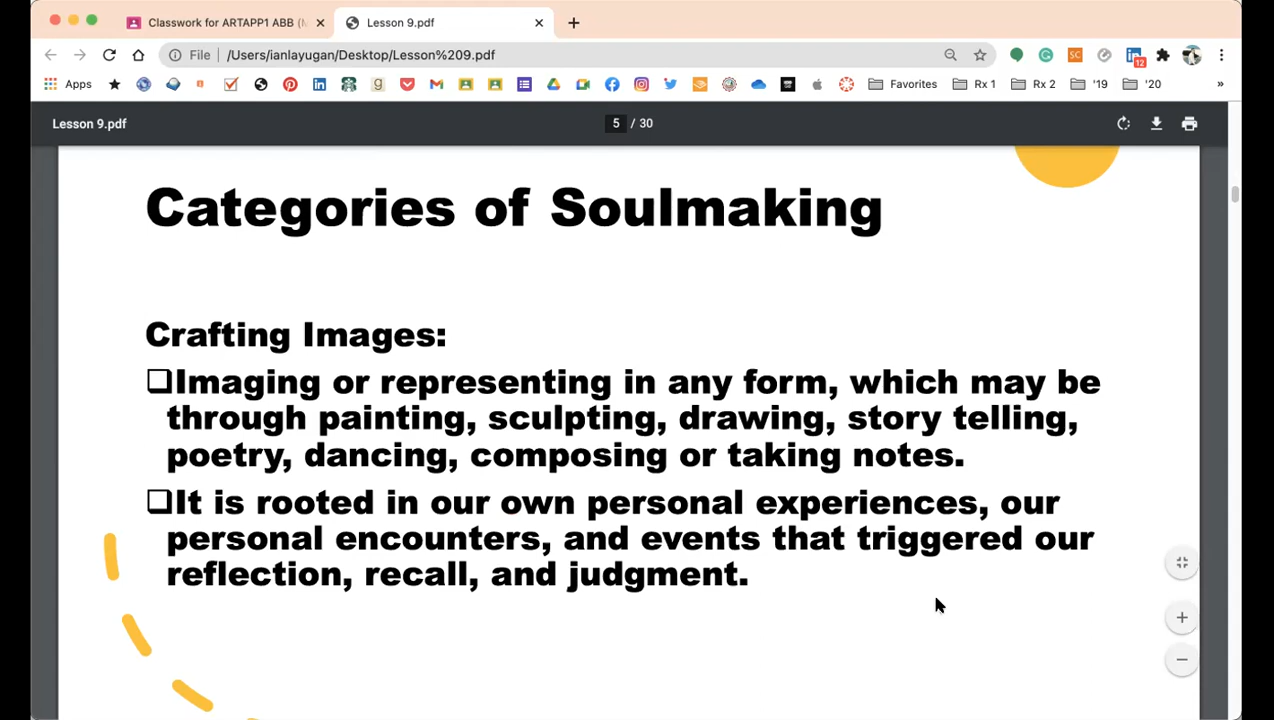 Classwork for ARTAPP1 ABB (
Lesson 9.pdf
File
/Users/ianlayugan/Desktop/Lesson%209.pdf
SC
12
Apps
g
Favorites
Rx 1
Rx 2
'19
'20
»
Lesson 9.pdf
5 / 30
Categories of Soulmaking
Crafting Images:
❑Imaging or representing in any form, which may be
through painting, sculpting, drawing, story telling,
poetry, dancing, composing or taking notes.
❑It is rooted in our own personal experiences, our
personal encounters, and events that triggered our
reflection, recall, and judgment.